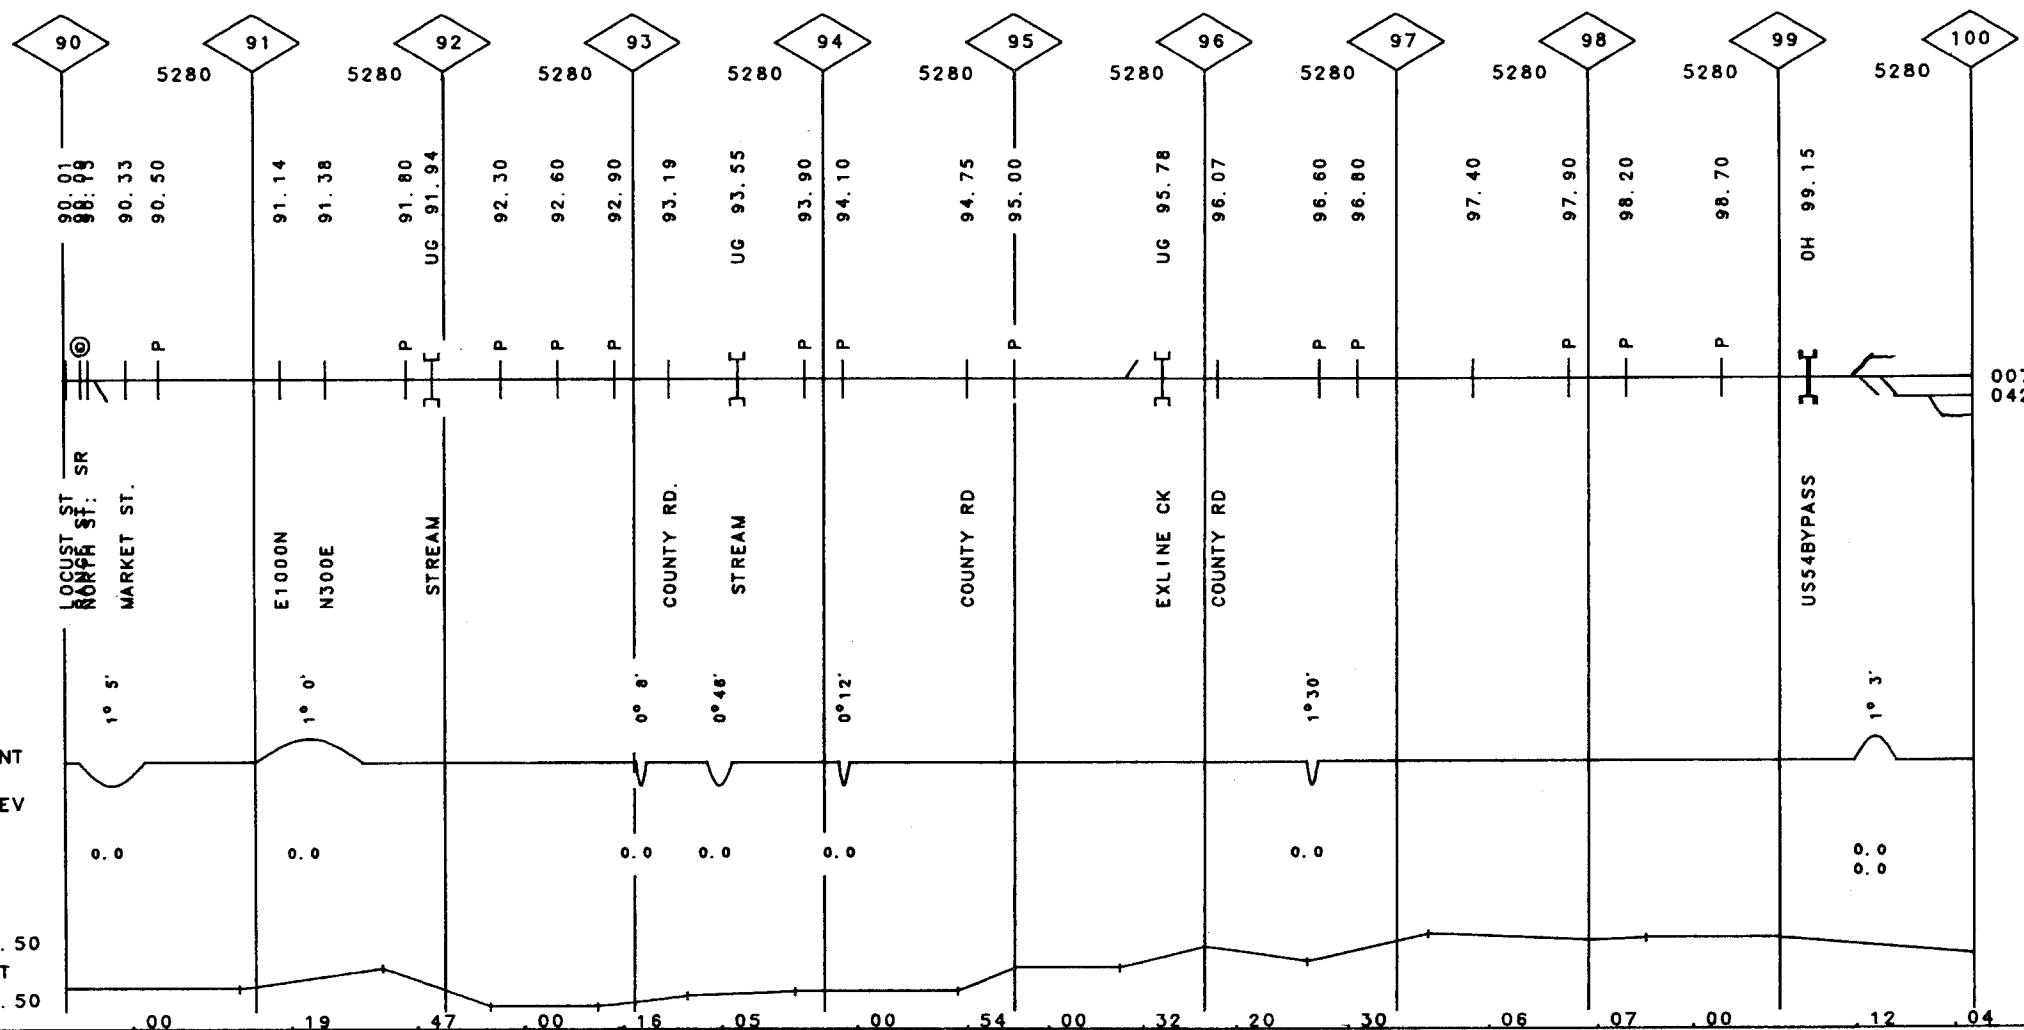 90 91 92 93 94 95 96 97 98 99 100
5280 5280 5280 5280 5280 5280 5280 5280 5280 5280
90.01
90.33
90.50
91.14
91.38
91.80
UG 91.94
92.30
92.60
92.90
93.19
UG 93.55
93.90
94.10
94.75
95.00
UG 95.78
96.07
96.60
96.80
97.40
97.90
98.20
98.70
OH 99.15
P P P P P P P P P P P P P
007
042
LOCUST ST
NORTH ST: SR
MARKET ST.
E1000N
N300E
STREAM
COUNTY RD.
STREAM
COUNTY RD
EXLINE CK
COUNTY RD
US54BYPASS
1° 5'
1° 0'
0° 8'
0°46'
0°12'
1°30'
1° 3'
NT
EV
0.0 0.0 0.0 0.0 0.0 0.0 0.0
0.0
.50
T
.50
.00 .19 .47 .00 .16 .05 .00 .54 .00 .32 .20 .30 .06 .07 .00 .12 .04